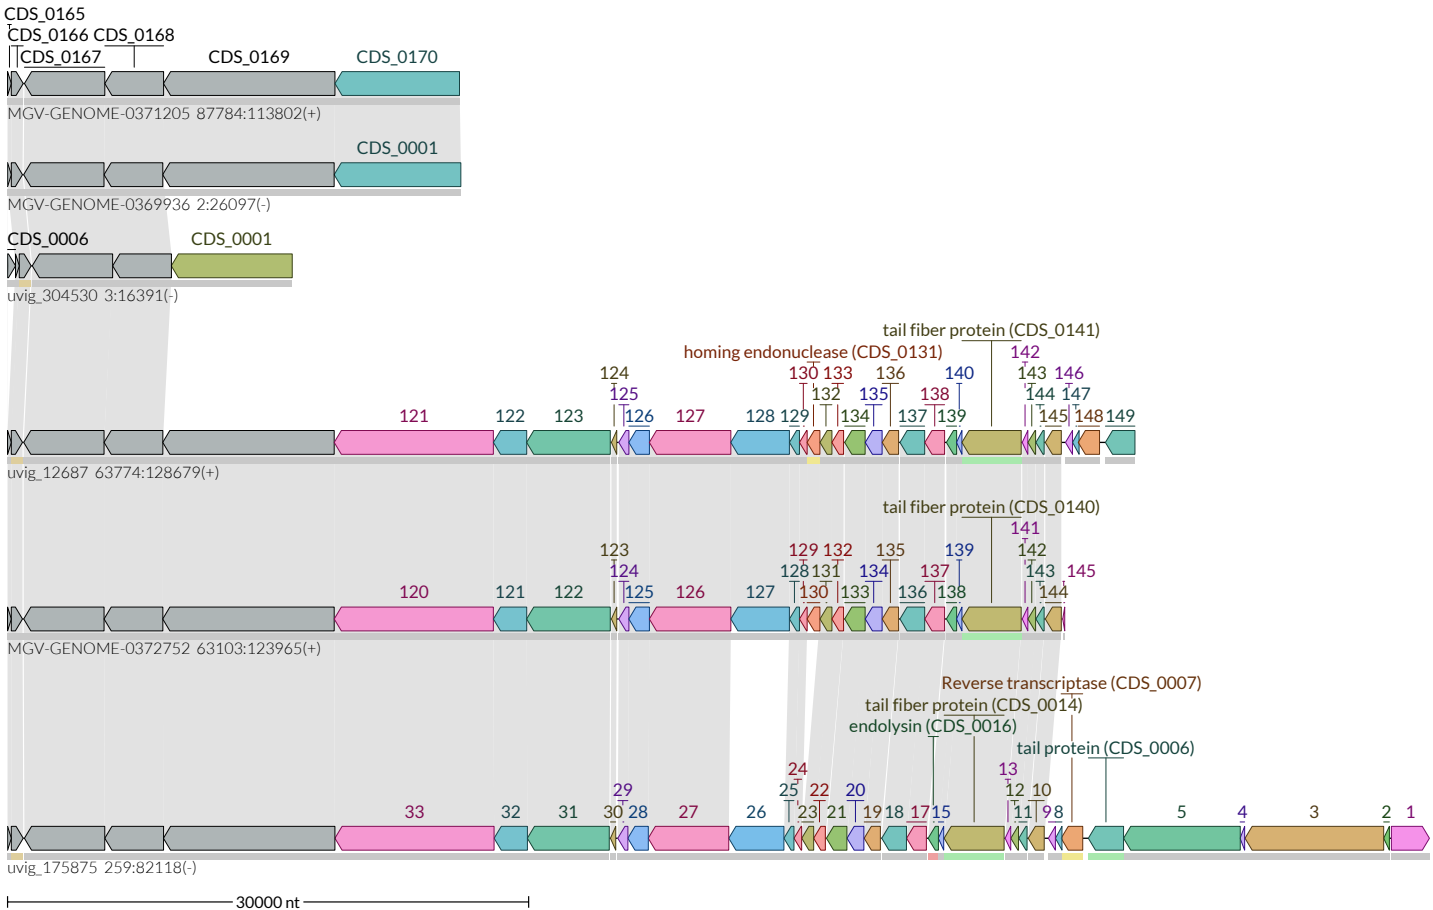 CDS_0165
CDS_0166 CDS_0168
CDS_0167 CDS_0169 CDS_0170
MGV-GENOME-0371205 87784:113802(+)
CDS_0001
MGV-GENOME-0369936 2:26097(-)
CDS_0006 CDS_0001
uvig_304530 3:16391(-)
tail fiber protein (CDS_0141)
homing endonuclease (CDS_0131) 142
124 130 133 136 140 143 146
125 132 135 144 147
121 122 123 126 127 128 129 134 137 138 139 145 148 149
uvig_12687 63774:128679(+)
tail fiber protein (CDS_0140)
141
123 129 132 135 139 142
124 128 131 134 137 143 145
120 121 122 125 126 127 130 133 136 138 144
MGV-GENOME-0372752 63103:123965(+)
Reverse transcriptase (CDS_0007)
tail fiber protein (CDS_0014)
endolysin (CDS_0016)
tail protein (CDS_0006)
24 13
29 25 22 20 12 10
33 32 31 30 28 27 26 23 21 19 18 17 15 11 9 8 5 4 3 2 1
uvig_175875 259:82118(-)
30000 nt